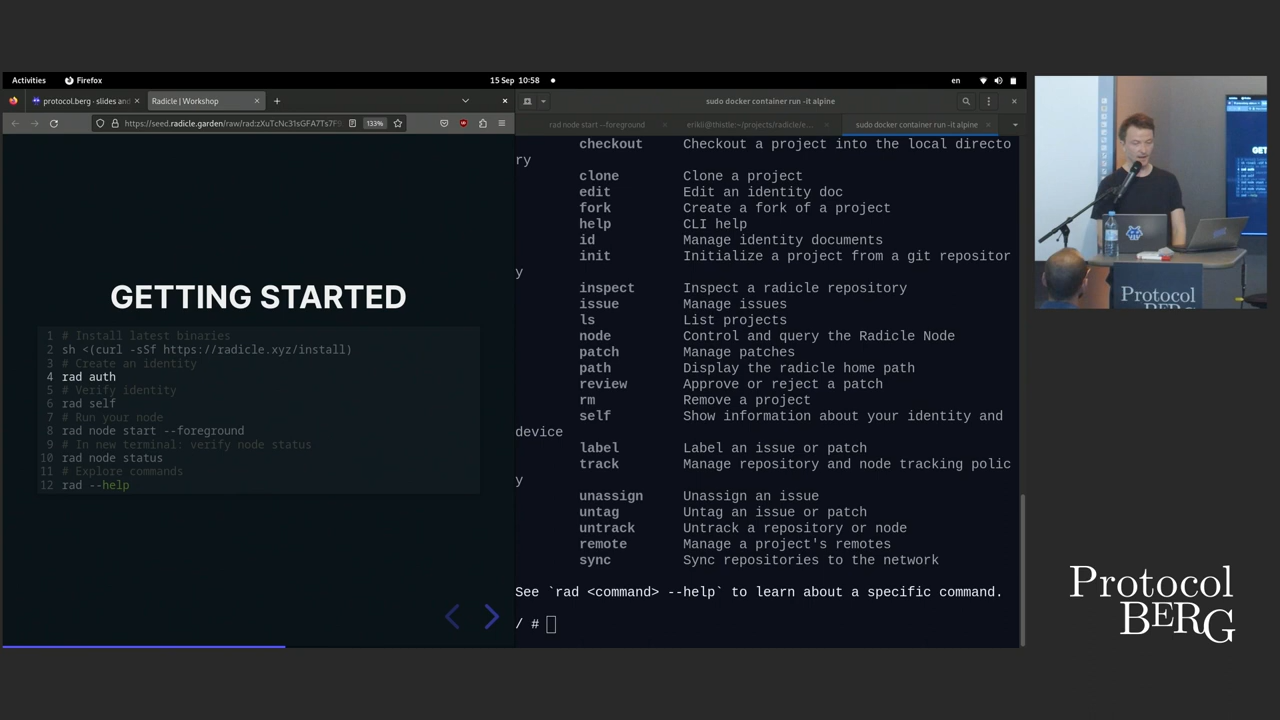 Activities
Firefox
15 Sep 10:58
en
protocol.berg - slides and
Radicle | Workshop
https://seed.radicle.garden/raw/rad:zXuTcNc31sGFA7Ts7F9
133%
sudo docker container run -it alpine
rad node start --foreground
erikli@thistle:~/projects/radicle/e...
sudo docker container run -it alpine
GETTING STARTED
1 # Install latest binaries
2 sh <(curl -sSf https://radicle.xyz/install)
3 # Create an identity
4 rad auth
5 # Verify identity
6 rad self
7 # Run your node
8 rad node start --foreground
9 # In new terminal: verify node status
10 rad node status
11 # Explore commands
12 rad --help
checkout Checkout a project into the local directo
ry
clone Clone a project
edit Edit an identity doc
fork Create a fork of a project
help CLI help
id Manage identity documents
init Initialize a project from a git repositor
y
inspect Inspect a radicle repository
issue Manage issues
ls List projects
node Control and query the Radicle Node
patch Manage patches
path Display the radicle home path
review Approve or reject a patch
rm Remove a project
self Show information about your identity and
device
label Label an issue or patch
track Manage repository and node tracking polic
y
unassign Unassign an issue
untag Untag an issue or patch
untrack Untrack a repository or node
remote Manage a project's remotes
sync Sync repositories to the network
See `rad <command> --help` to learn about a specific command.
/ #
Protocol
Protocol
BERG